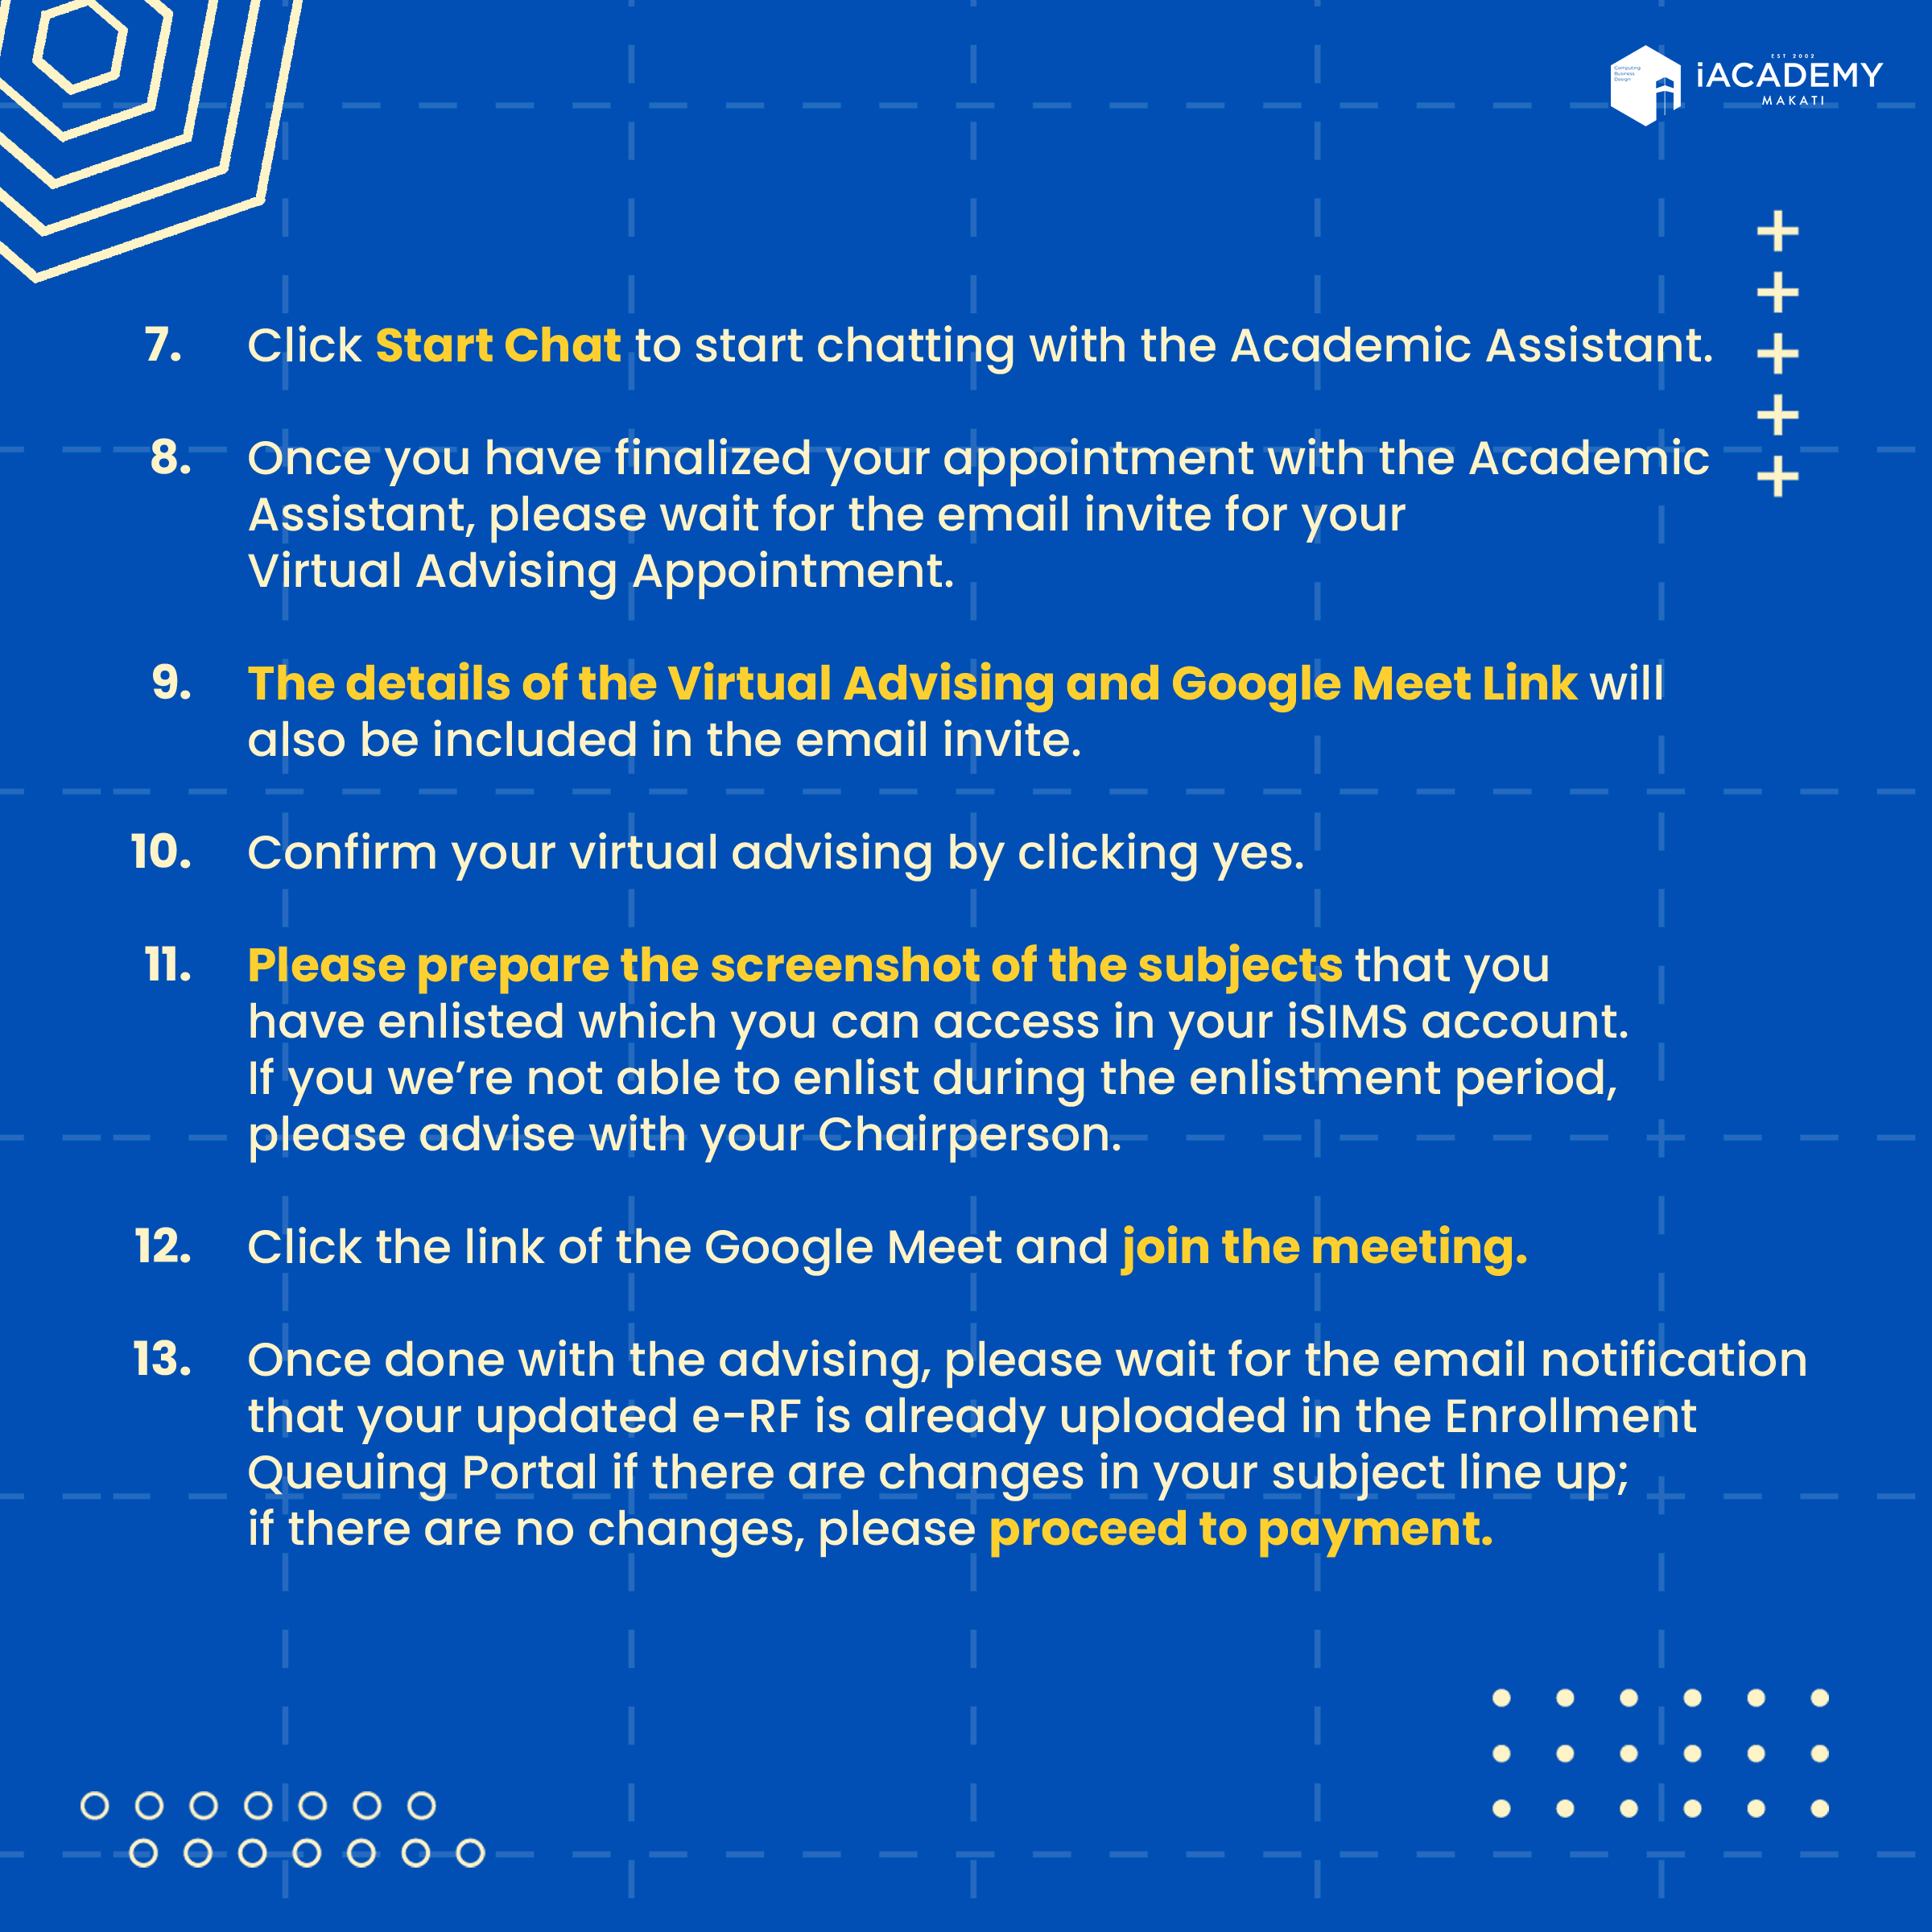 Computing
Business
Design
EST 2002
iACADEMY
MAKATI
7. Click Start Chat to start chatting with the Academic Assistant.
8. Once you have finalized your appointment with the Academic
Assistant, please wait for the email invite for your
Virtual Advising Appointment.
9. The details of the Virtual Advising and Google Meet Link will
also be included in the email invite.
10. Confirm your virtual advising by clicking yes.
11. Please prepare the screenshot of the subjects that you
have enlisted which you can access in your iSIMS account.
If you we’re not able to enlist during the enlistment period,
please advise with your Chairperson.
12. Click the link of the Google Meet and join the meeting.
13. Once done with the advising, please wait for the email notification
that your updated e-RF is already uploaded in the Enrollment
Queuing Portal if there are changes in your subject line up;
if there are no changes, please proceed to payment.